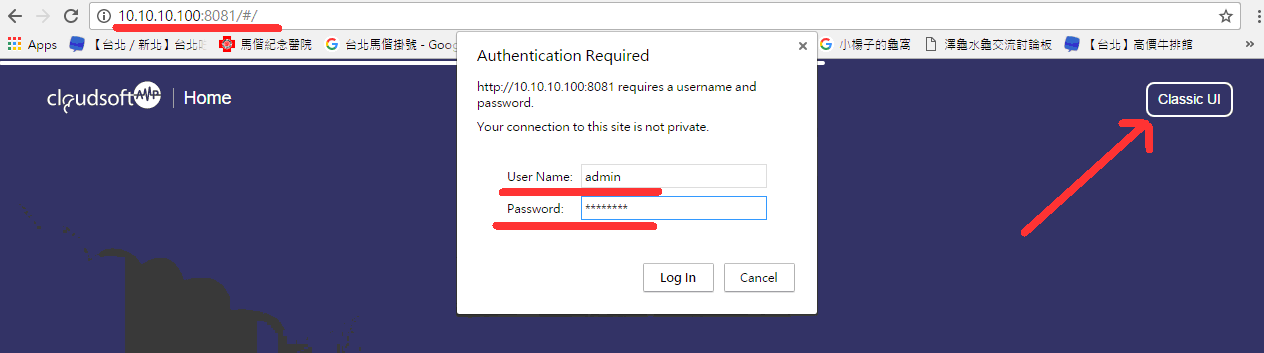 10.10.10.100:8081/#/
Apps
【台北 / 新北】台北
馬偕紀念醫院
台北馬偕掛號 - Goog
小楊子的龜窩
澤龜水龜交流討論板
【台北】高價牛排館
»
cloudsoft AMP
Home
Classic UI
Authentication Required
http://10.10.10.100:8081 requires a username and
password.
Your connection to this site is not private.
User Name: admin
Password: ********
Log In
Cancel